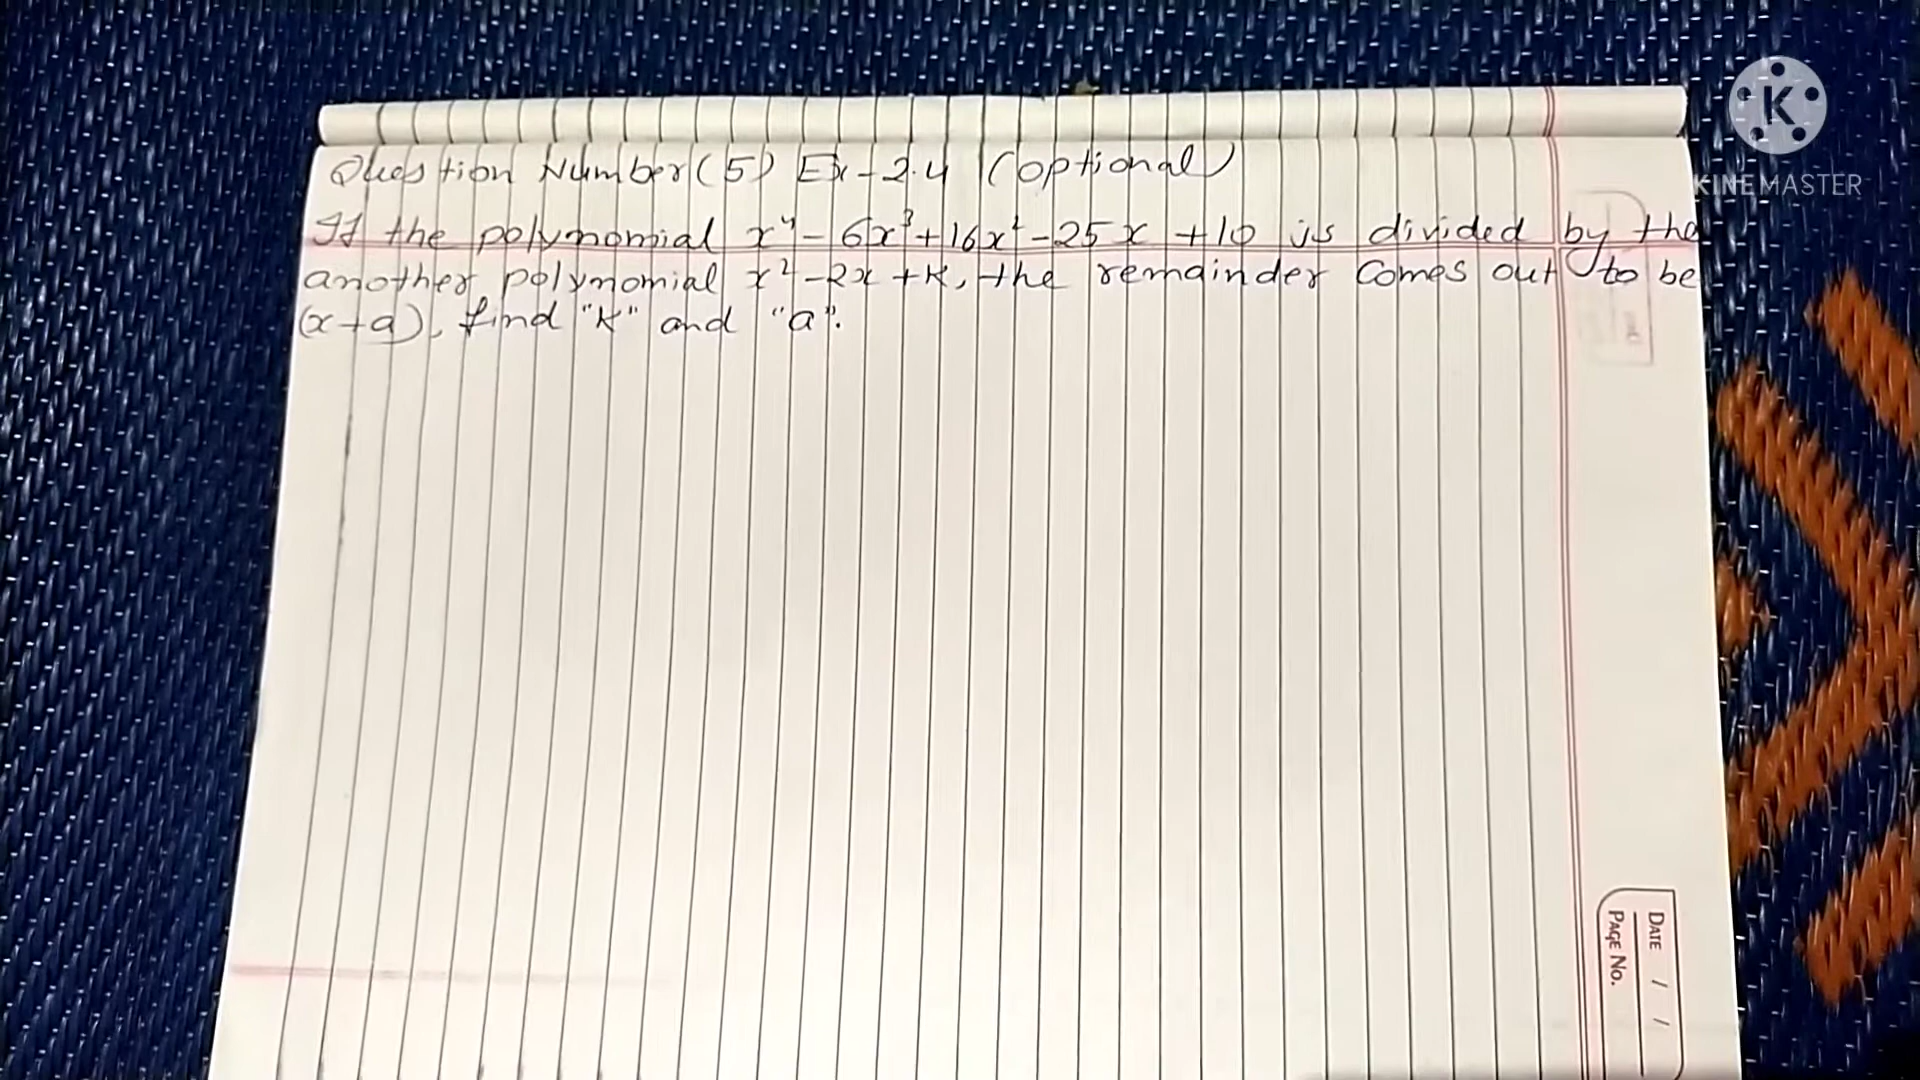 Question Number (5) Ex-2.4 (optional)
If the polynomial x⁴ - 6x³ + 16x² - 25x + 10 is divided by the
another polynomial x² - 2x + k, the remainder comes out to be
(x + a), find "k" and "a".
K
KINEMASTER
DATE / /
PAGE NO.